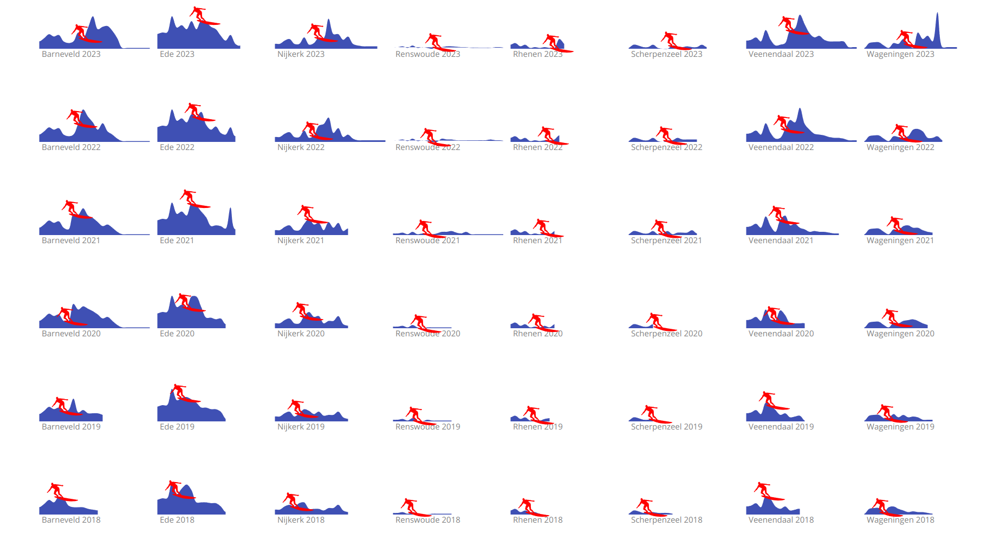 Barneveld 2023 Ede 2023 Nijkerk 2023 Renswoude 2023 Rhenen 2023 Scherpenzeel 2023 Veenendaal 2023 Wageningen 2023
Barneveld 2022 Ede 2022 Nijkerk 2022 Renswoude 2022 Rhenen 2022 Scherpenzeel 2022 Veenendaal 2022 Wageningen 2022
Barneveld 2021 Ede 2021 Nijkerk 2021 Renswoude 2021 Rhenen 2021 Scherpenzeel 2021 Veenendaal 2021 Wageningen 2021
Barneveld 2020 Ede 2020 Nijkerk 2020 Renswoude 2020 Rhenen 2020 Scherpenzeel 2020 Veenendaal 2020 Wageningen 2020
Barneveld 2019 Ede 2019 Nijkerk 2019 Renswoude 2019 Rhenen 2019 Scherpenzeel 2019 Veenendaal 2019 Wageningen 2019
Barneveld 2018 Ede 2018 Nijkerk 2018 Renswoude 2018 Rhenen 2018 Scherpenzeel 2018 Veenendaal 2018 Wageningen 2018